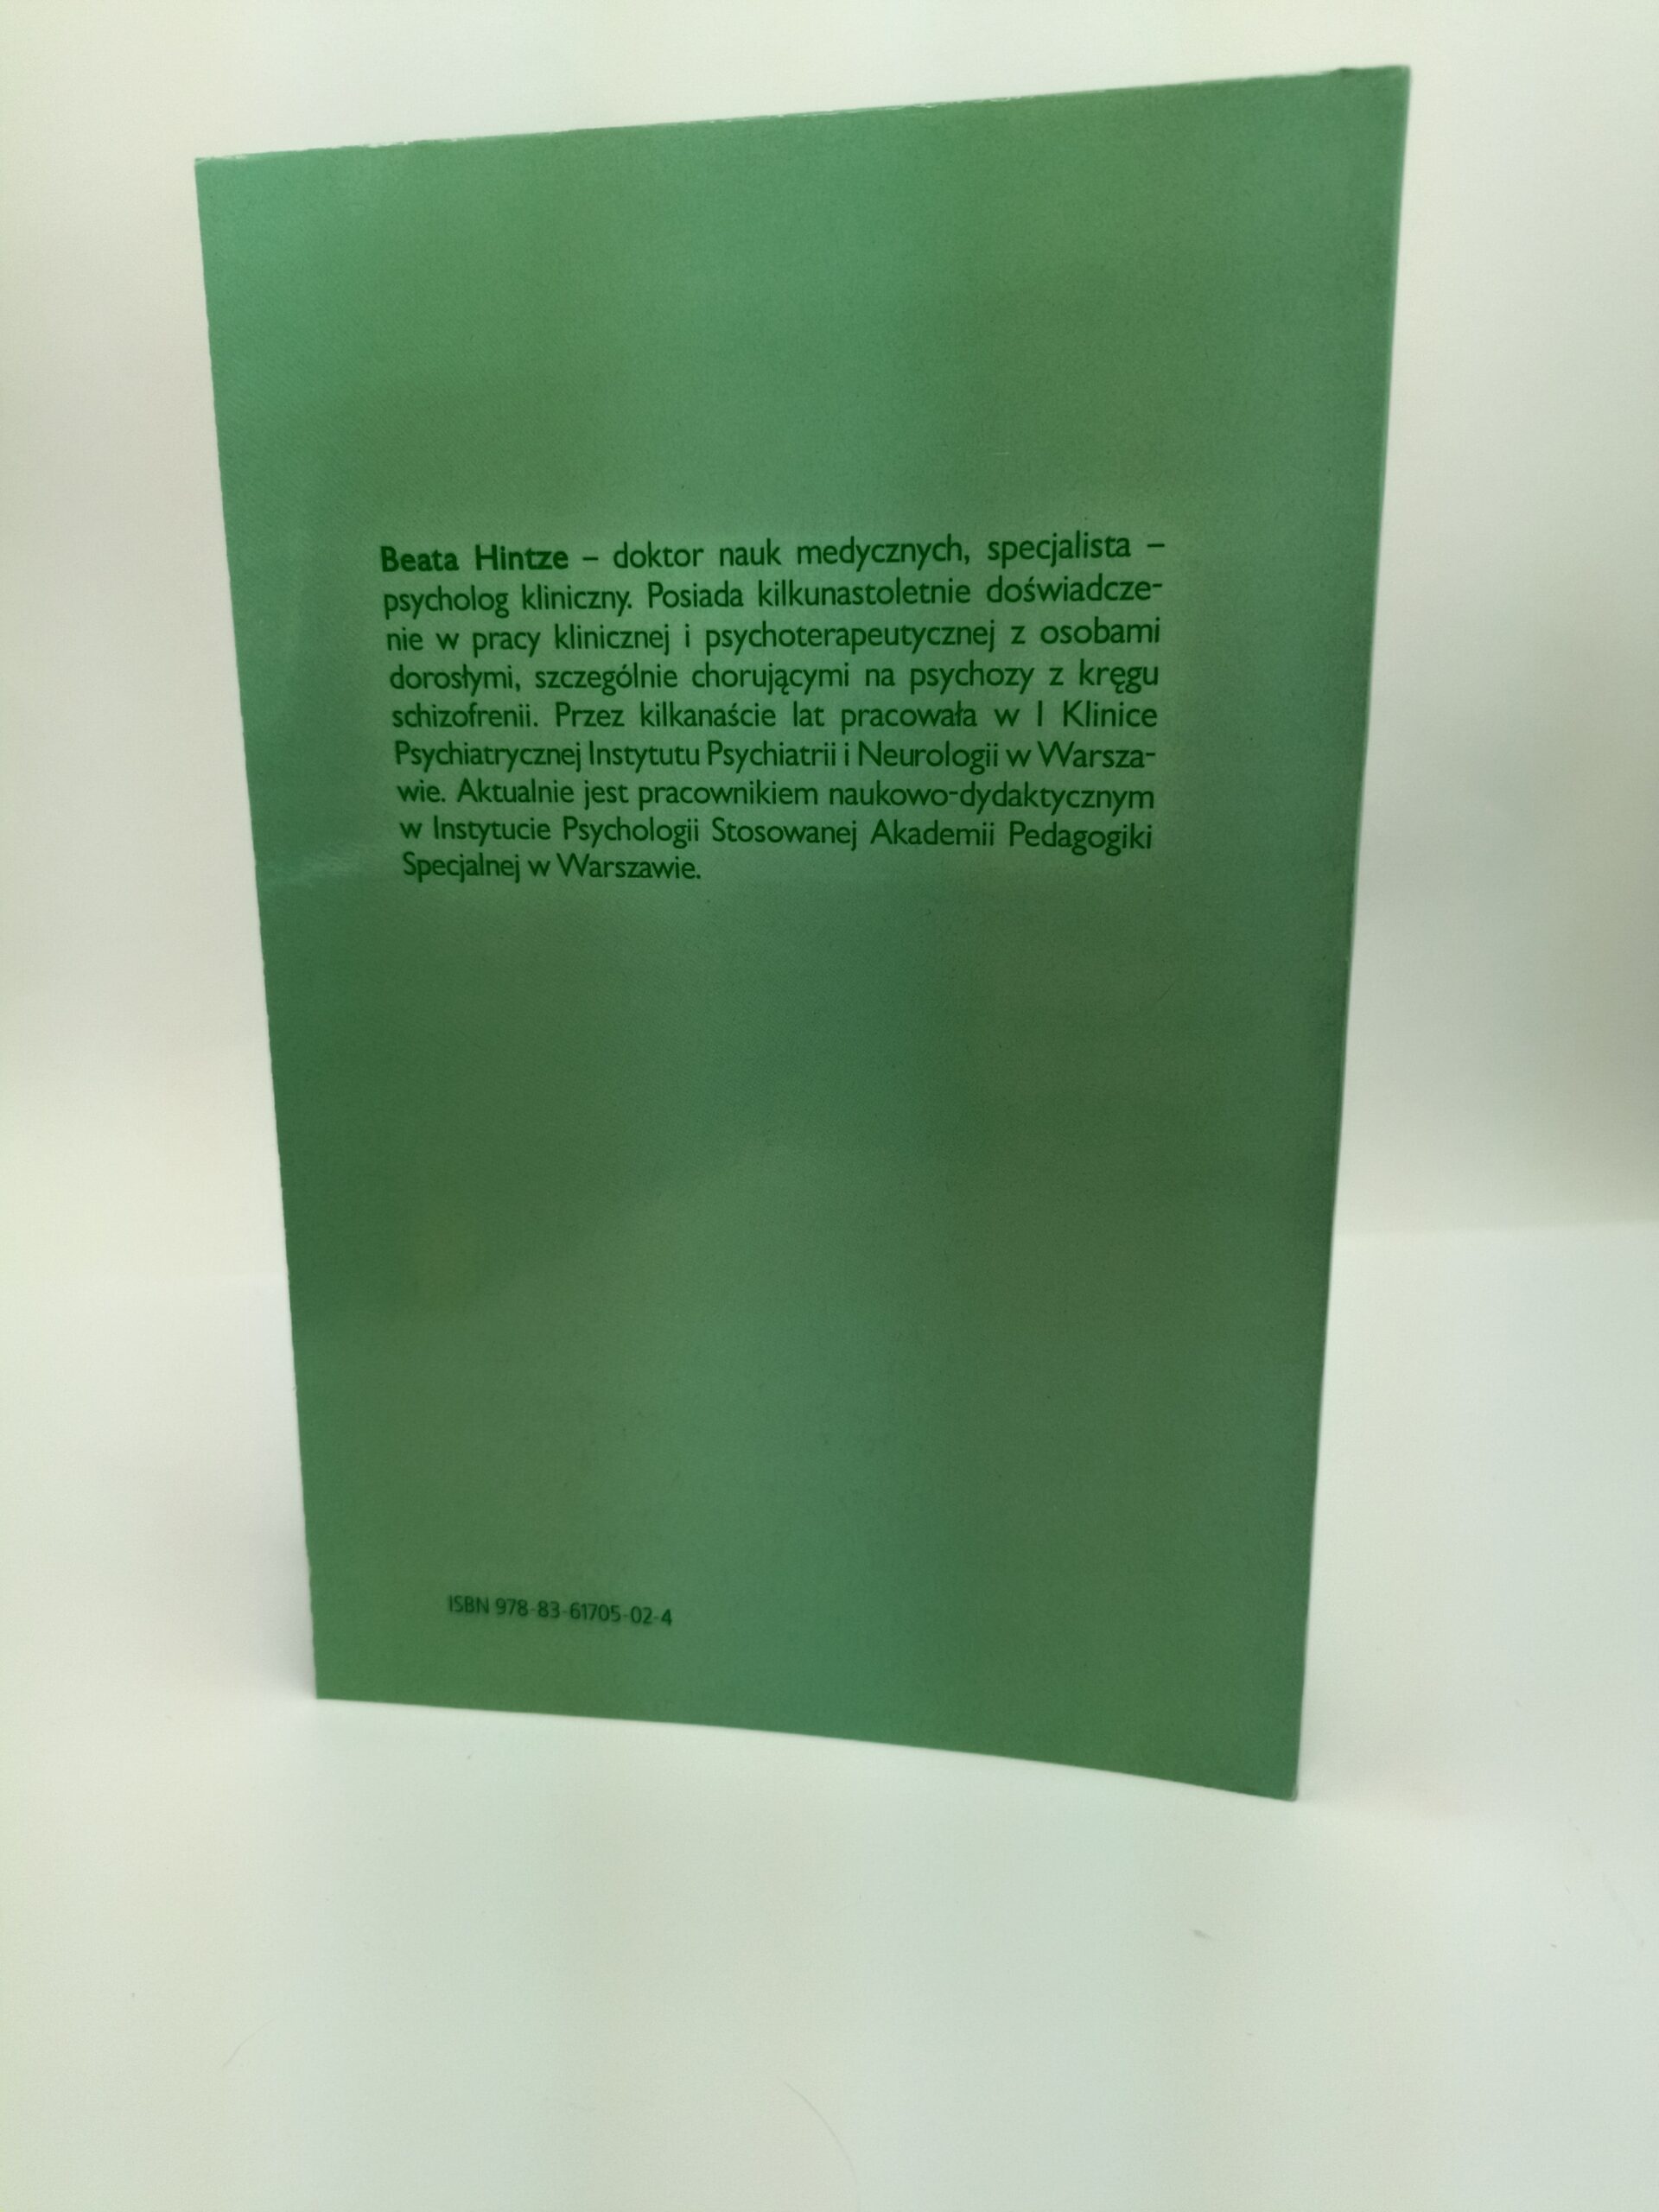 Beata Hintze – doktor nauk medycznych, specjalista –
psycholog kliniczny. Posiada kilkunastoletnie doświadcze-
nie w pracy klinicznej i psychoterapeutycznej z osobami
dorosłymi, szczególnie chorującymi na psychozy z kręgu
schizofrenii. Przez kilkanaście lat pracowała w I Klinice
Psychiatrycznej Instytutu Psychiatrii i Neurologii w Warsza-
wie. Aktualnie jest pracownikiem naukowo-dydaktycznym
w Instytucie Psychologii Stosowanej Akademii Pedagogiki
Specjalnej w Warszawie.
ISBN 978-83-61705-02-4